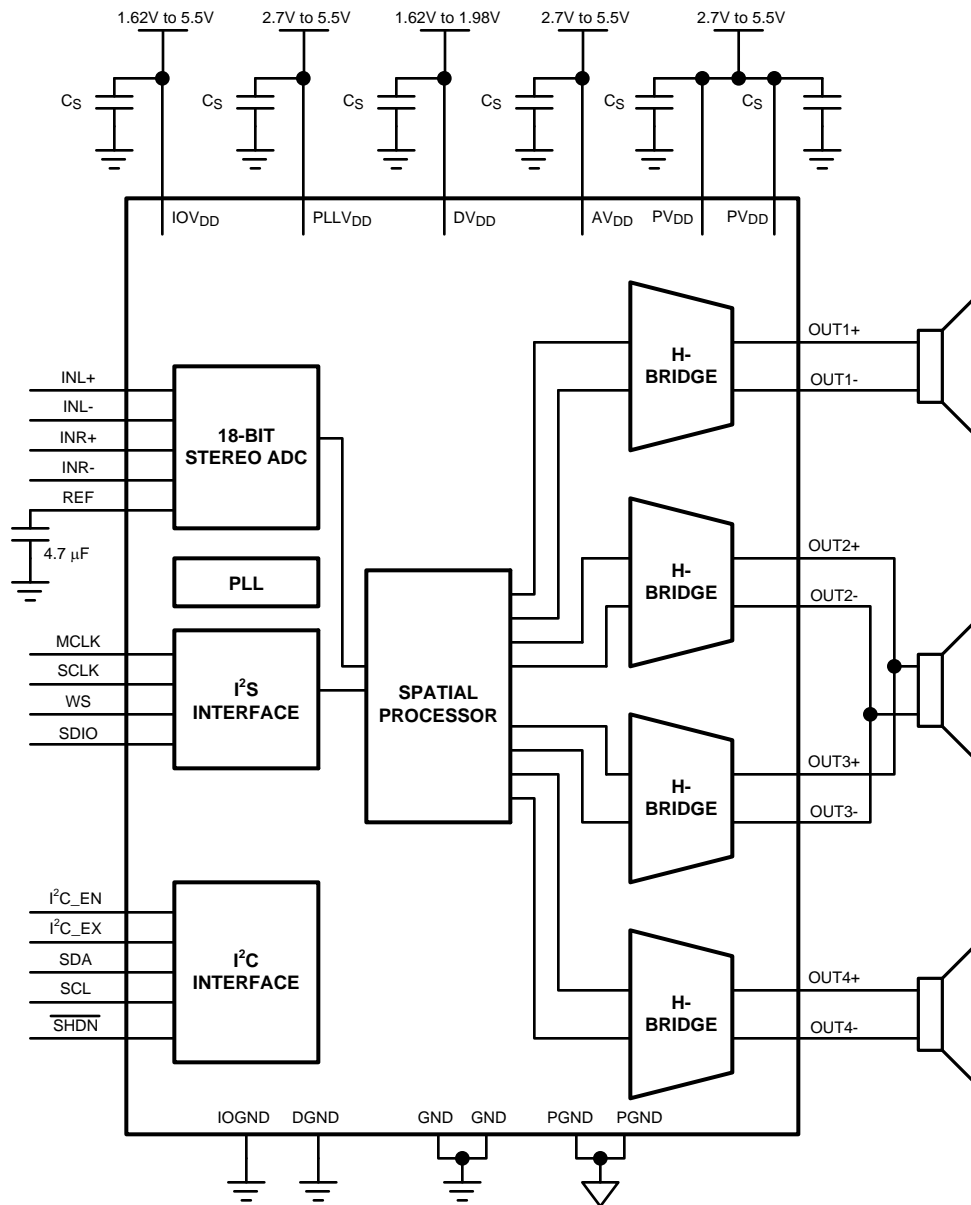 1.62V to 5.5V
2.7V to 5.5V
1.62V to 1.98V
2.7V to 5.5V
2.7V to 5.5V
CS
CS
CS
CS
CS
CS
IOVDD
PLLVDD
DVDD
AVDD
PVDD
PVDD
INL+
INL-
INR+
INR-
REF
4.7 μF
18-BIT
STEREO ADC
PLL
MCLK
SCLK
WS
SDIO
I²S
INTERFACE
SPATIAL
PROCESSOR
I²C_EN
I²C_EX
SDA
SCL
SHDN
I²C
INTERFACE
H-
BRIDGE
OUT1+
OUT1-
H-
BRIDGE
OUT2+
OUT2-
H-
BRIDGE
OUT3+
OUT3-
H-
BRIDGE
OUT4+
OUT4-
IOGND
DGND
GND
GND
PGND
PGND